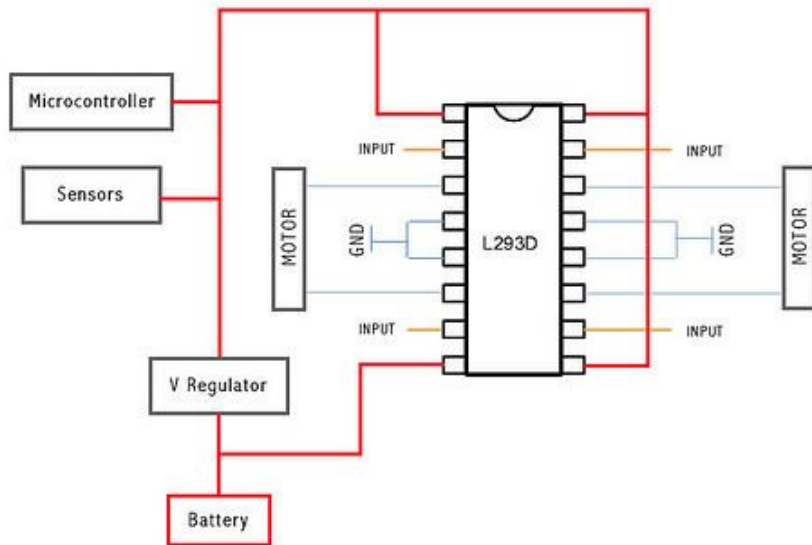 Microcontroller
INPUT
INPUT
Sensors
MOTOR
GND
L293D
GND
MOTOR
INPUT
INPUT
V Regulator
Battery